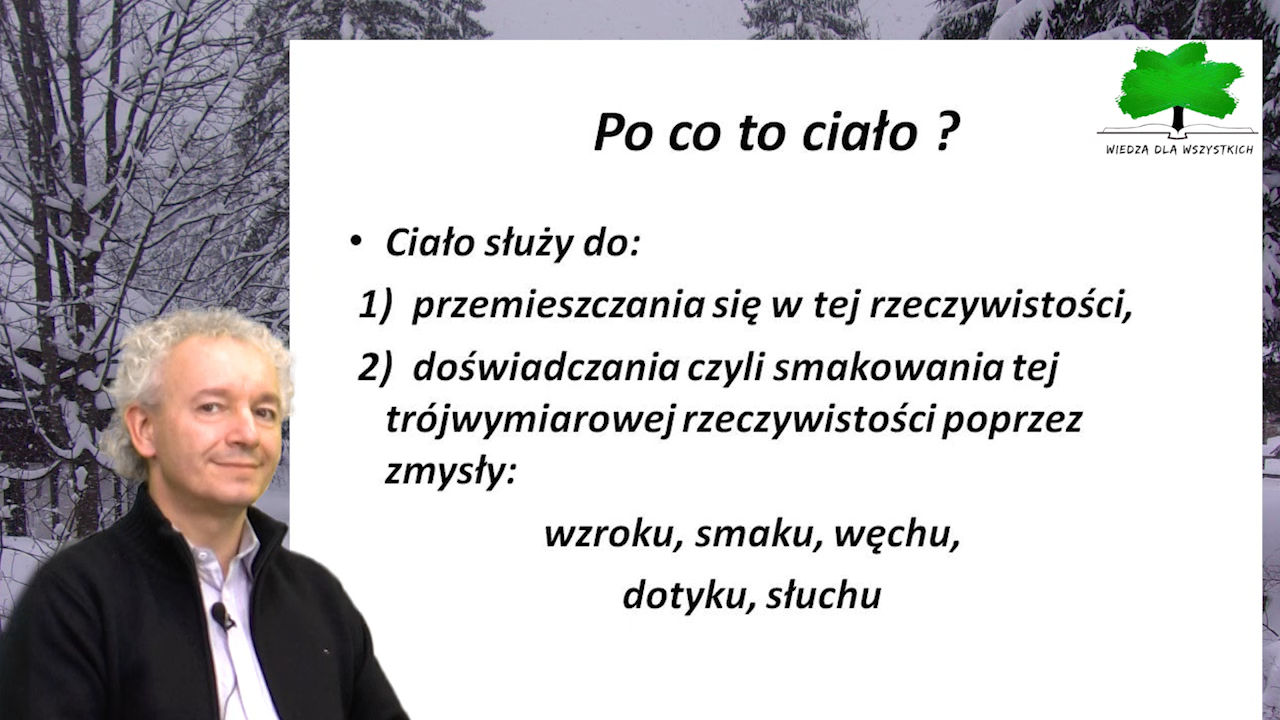 Po co to ciało ?
WIEDZA DLA WSZYSTKICH
• Ciało służy do:
1) przemieszczania się w tej rzeczywistości,
2) doświadczania czyli smakowania tej
trójwymiarowej rzeczywistości poprzez
zmysły:
wzroku, smaku, węchu,
dotyku, słuchu